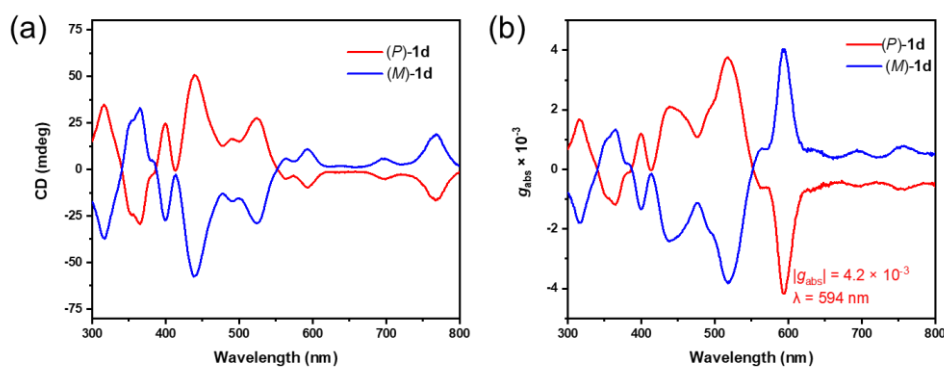 (a)
(P)-1d
(M)-1d
CD (mdeg)
75
50
25
0
-25
-50
-75
300 400 500 600 700 800
Wavelength (nm)
(b)
(P)-1d
(M)-1d
g_abs × 10⁻³
4
2
0
-2
-4
|g_abs| = 4.2 × 10⁻³
λ = 594 nm
300 400 500 600 700 800
Wavelength (nm)